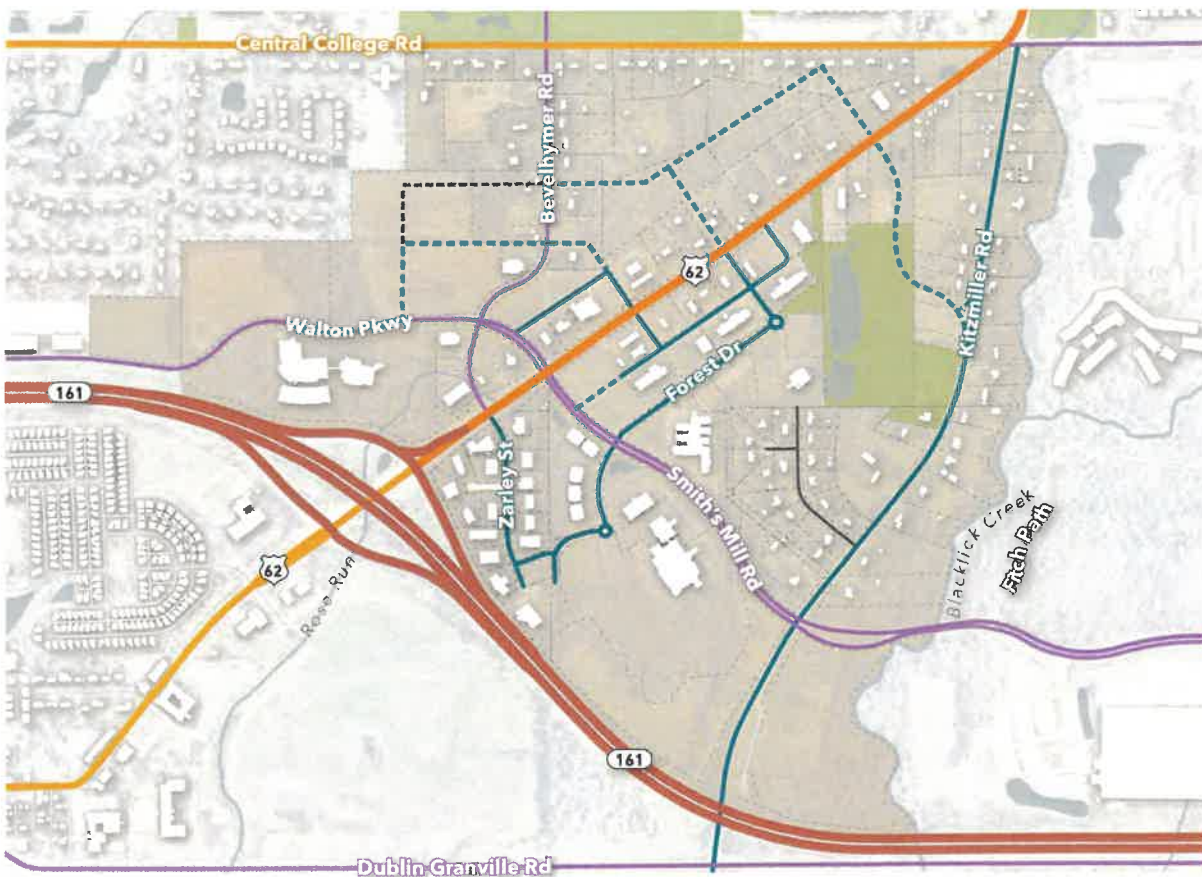 Central College Rd
Bevelhymer Rd
62
Kitzmiller Rd
Walton Pkwy
161
Forest Dr
Zarley St
Smith's Mill Rd
62
Rose Run
Blacklick Creek
Fitch Path
161
Dublin Granville Rd